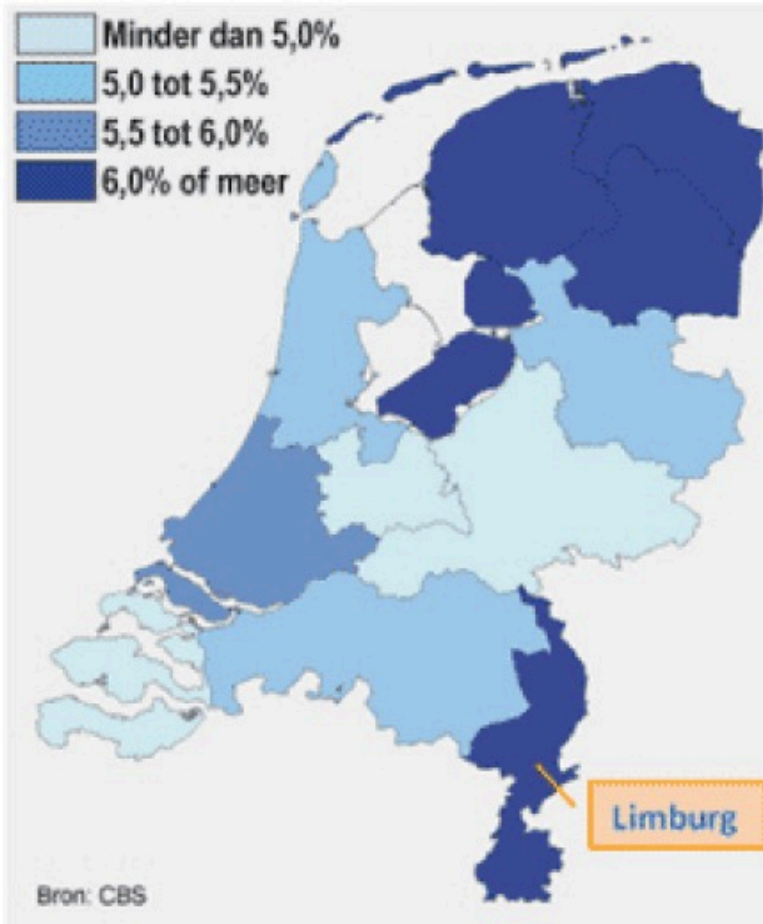 Minder dan 5,0%
5,0 tot 5,5%
5,5 tot 6,0%
6,0% of meer
Limburg
Bron: CBS